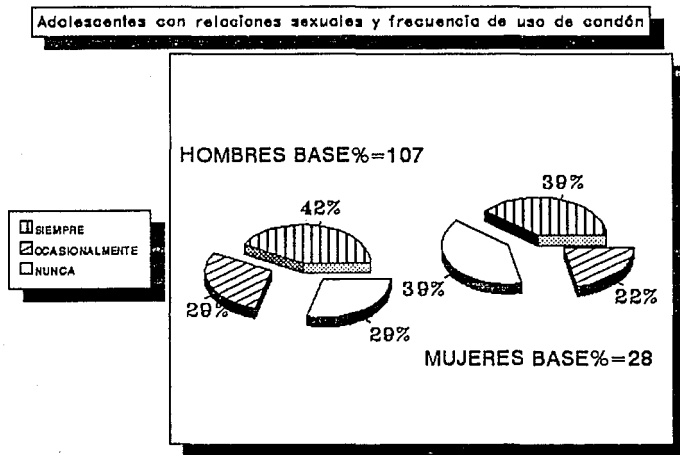 Adolescentes con relaciones sexuales y frecuencia de uso de condón
HOMBRES BASE%=107
39%
42%
SIEMPRE
OCASIONALMENTE
NUNCA
39%
29%
22%
29%
MUJERES BASE%=28